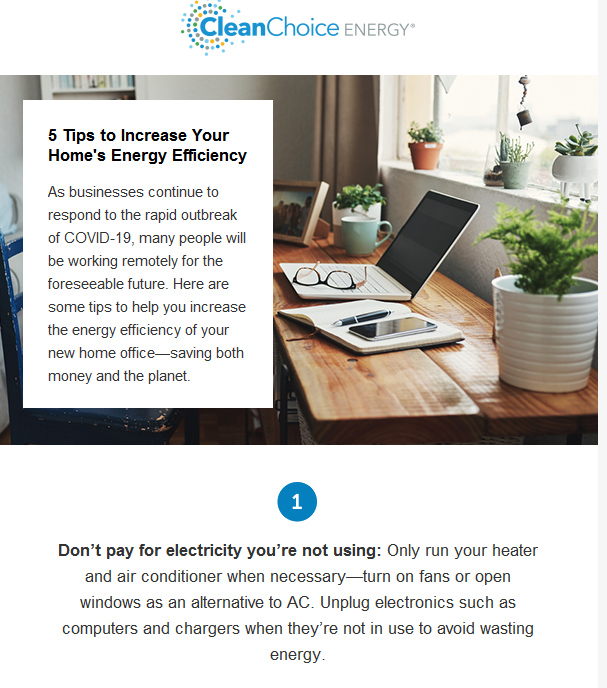 CleanChoice ENERGY®
5 Tips to Increase Your
Home's Energy Efficiency
As businesses continue to
respond to the rapid outbreak
of COVID-19, many people will
be working remotely for the
foreseeable future. Here are
some tips to help you increase
the energy efficiency of your
new home office—saving both
money and the planet.
1
Don’t pay for electricity you’re not using: Only run your heater
and air conditioner when necessary—turn on fans or open
windows as an alternative to AC. Unplug electronics such as
computers and chargers when they’re not in use to avoid wasting
energy.